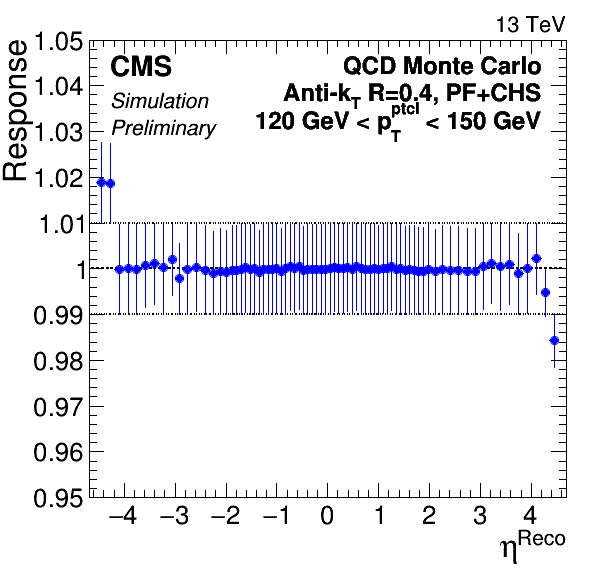 13 TeV
CMS
Simulation
Preliminary
QCD Monte Carlo
Anti-kT R=0.4, PF+CHS
120 GeV < pTptcl < 150 GeV
Response
1.05
1.04
1.03
1.02
1.01
1
0.99
0.98
0.97
0.96
0.95
−4 −3 −2 −1 0 1 2 3 4
ηReco